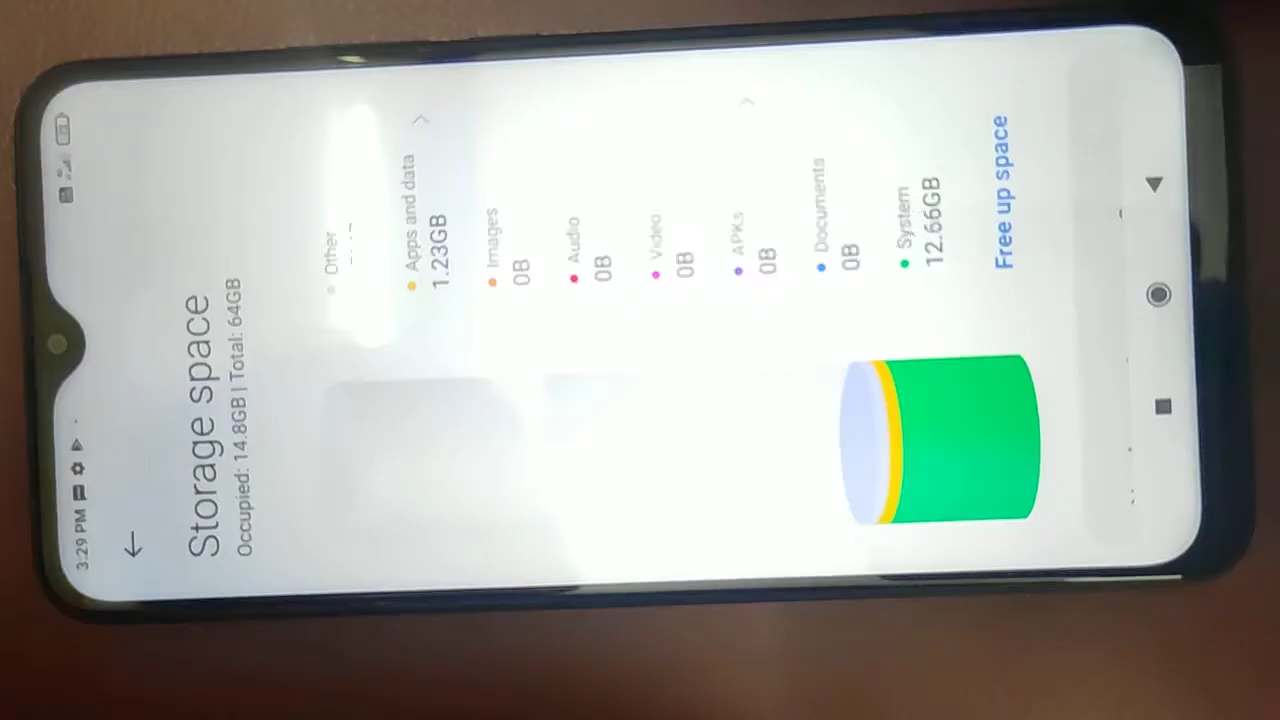 3:29 PM
Storage space
Occupied: 14.8GB | Total: 64GB
Other
Apps and data
1.23GB
Images
0B
Audio
0B
Video
0B
APKs
0B
Documents
0B
System
12.66GB
Free up space